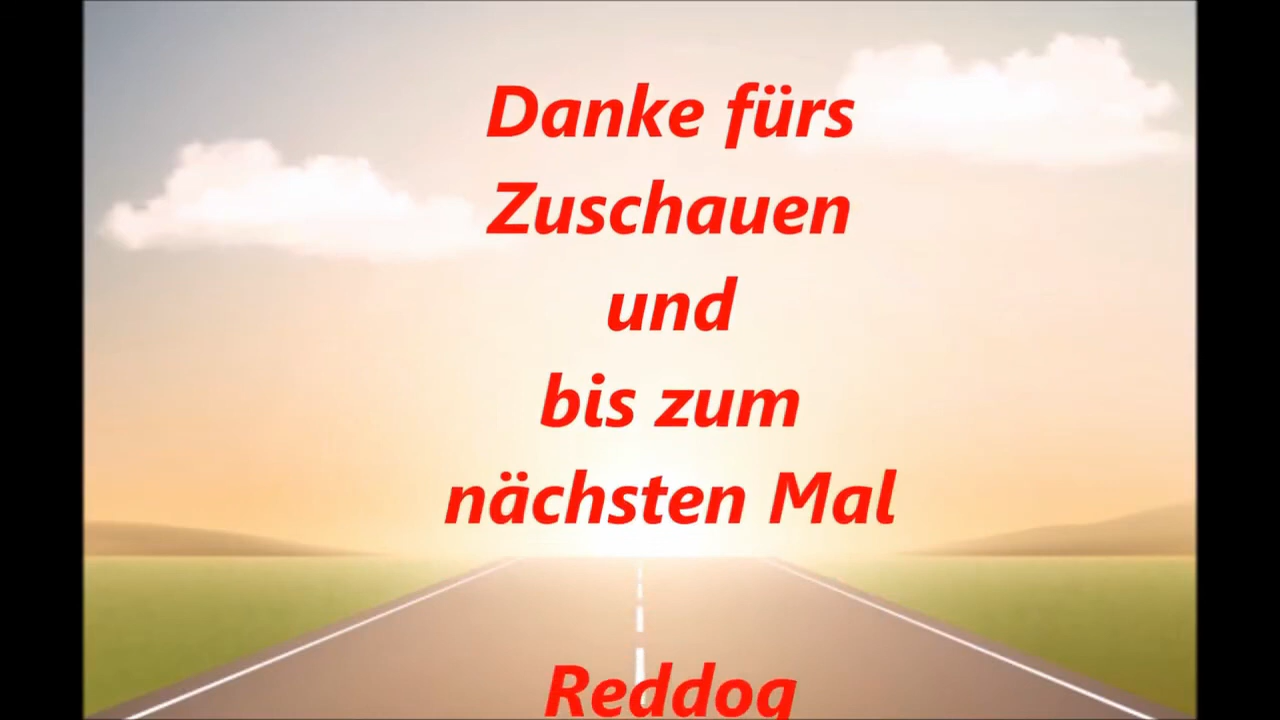 Danke fürs
Zuschauen
und
bis zum
nächsten Mal
Reddog